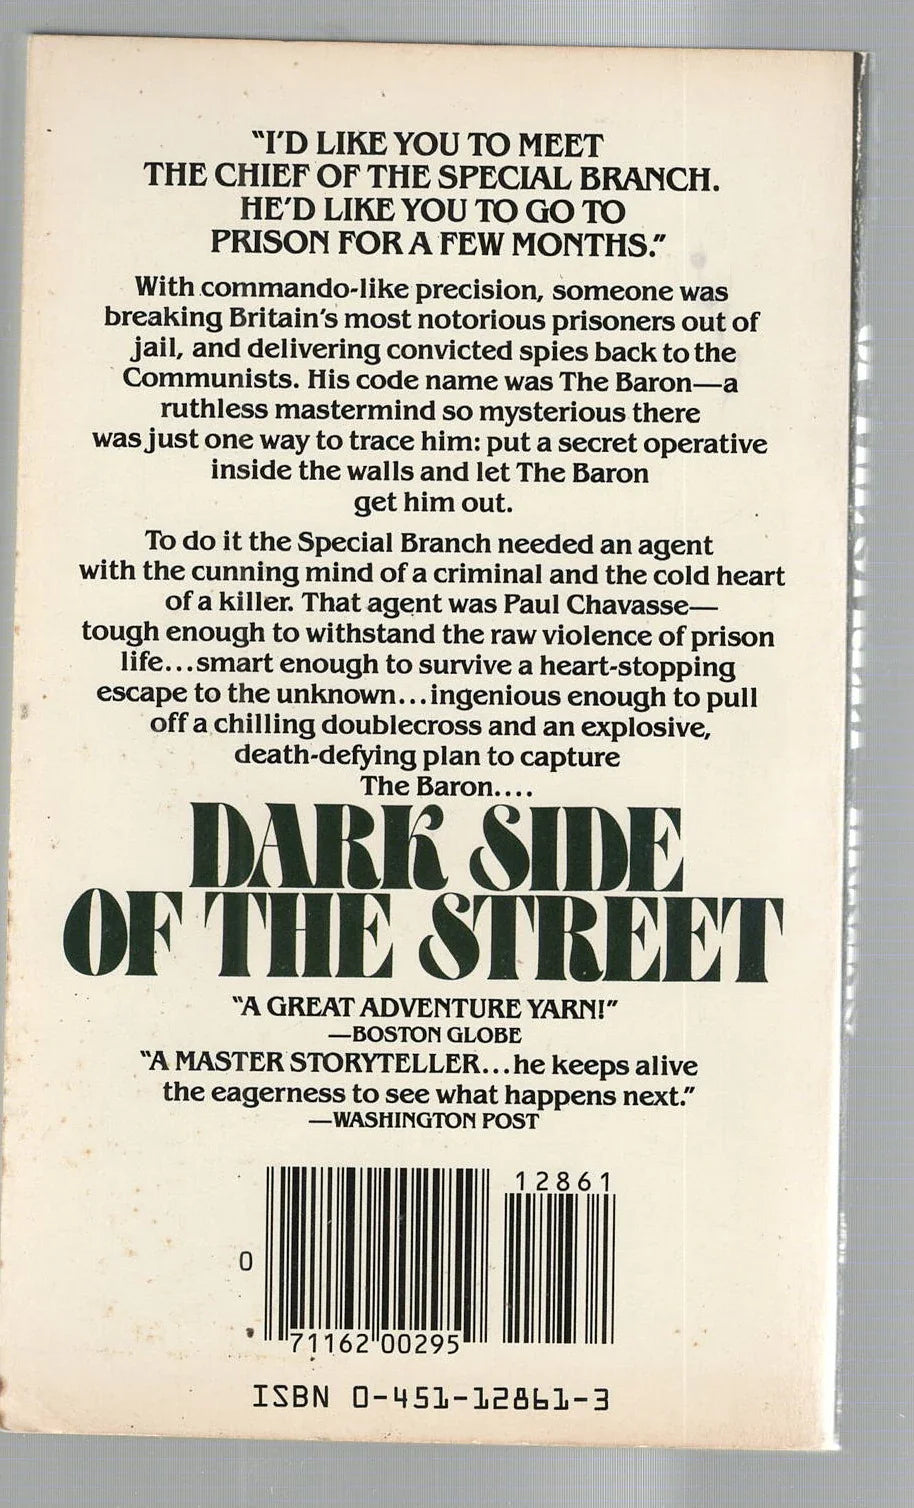 “I’D LIKE YOU TO MEET
THE CHIEF OF THE SPECIAL BRANCH.
HE’D LIKE YOU TO GO TO
PRISON FOR A FEW MONTHS.”
With commando-like precision, someone was
breaking Britain’s most notorious prisoners out of
jail, and delivering convicted spies back to the
Communists. His code name was The Baron—a
ruthless mastermind so mysterious there
was just one way to trace him: put a secret operative
inside the walls and let The Baron
get him out.
To do it the Special Branch needed an agent
with the cunning mind of a criminal and the cold heart
of a killer. That agent was Paul Chavasse—
tough enough to withstand the raw violence of prison
life...smart enough to survive a heart-stopping
escape to the unknown...ingenious enough to pull
off a chilling doublecross and an explosive,
death-defying plan to capture
The Baron....
DARK SIDE
OF THE STREET
“A GREAT ADVENTURE YARN!”
—BOSTON GLOBE
“A MASTER STORYTELLER...he keeps alive
the eagerness to see what happens next.”
—WASHINGTON POST
12861
0
71162 00295
ISBN 0-451-12861-3